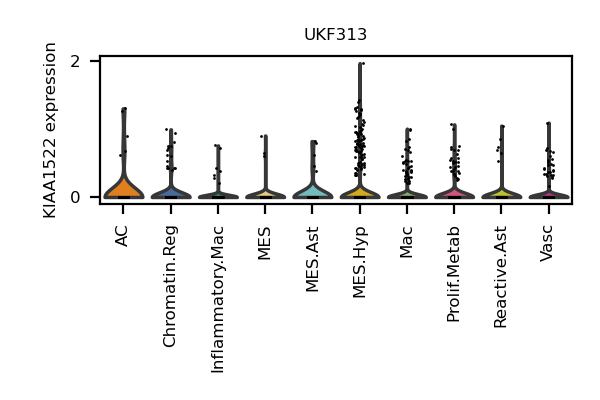 UKF313
KIAA1522 expression
2
0
AC
Chromatin.Reg
Inflammatory.Mac
MES
MES.Ast
MES.Hyp
Mac
Prolif.Metab
Reactive.Ast
Vasc